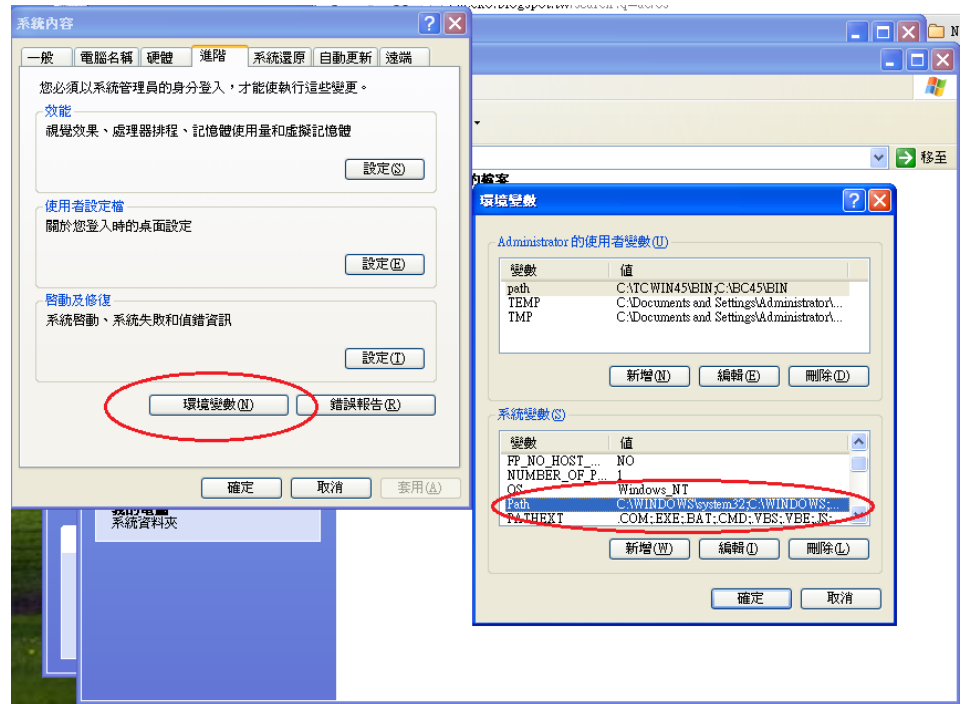 系統內容
一般 電腦名稱 硬體 進階 系統還原 自動更新 遠端
您必須以系統管理員的身分登入，才能使執行這些變更。
效能
視覺效果、處理器排程、記憶體使用量和虛擬記憶體
設定(S)
使用者設定檔
關於您登入時的桌面設定
設定(E)
啓動及修復
系統啓動、系統失敗和偵錯資訊
設定(T)
環境變數(N) 錯誤報告(R)
確定 取消 套用(A)
系統資料夾
N
移至
的檔案
環境變數
Administrator 的使用者變數(U)
變數 值
path C:\TCWIN45\BIN;C:\BC45\BIN
TEMP C:\Documents and Settings\Administrator\...
TMP C:\Documents and Settings\Administrator\...
新增(N) 編輯(E) 刪除(D)
系統變數(S)
變數 值
FP_NO_HOST_... NO
NUMBER_OF_P... 1
OS Windows_NT
Path C:\WINDOWS\system32;C:\WINDOWS;...
PATHEXT .COM;.EXE;.BAT;.CMD;.VBS;.VBE;.JS;...
新增(W) 編輯(I) 刪除(L)
確定 取消